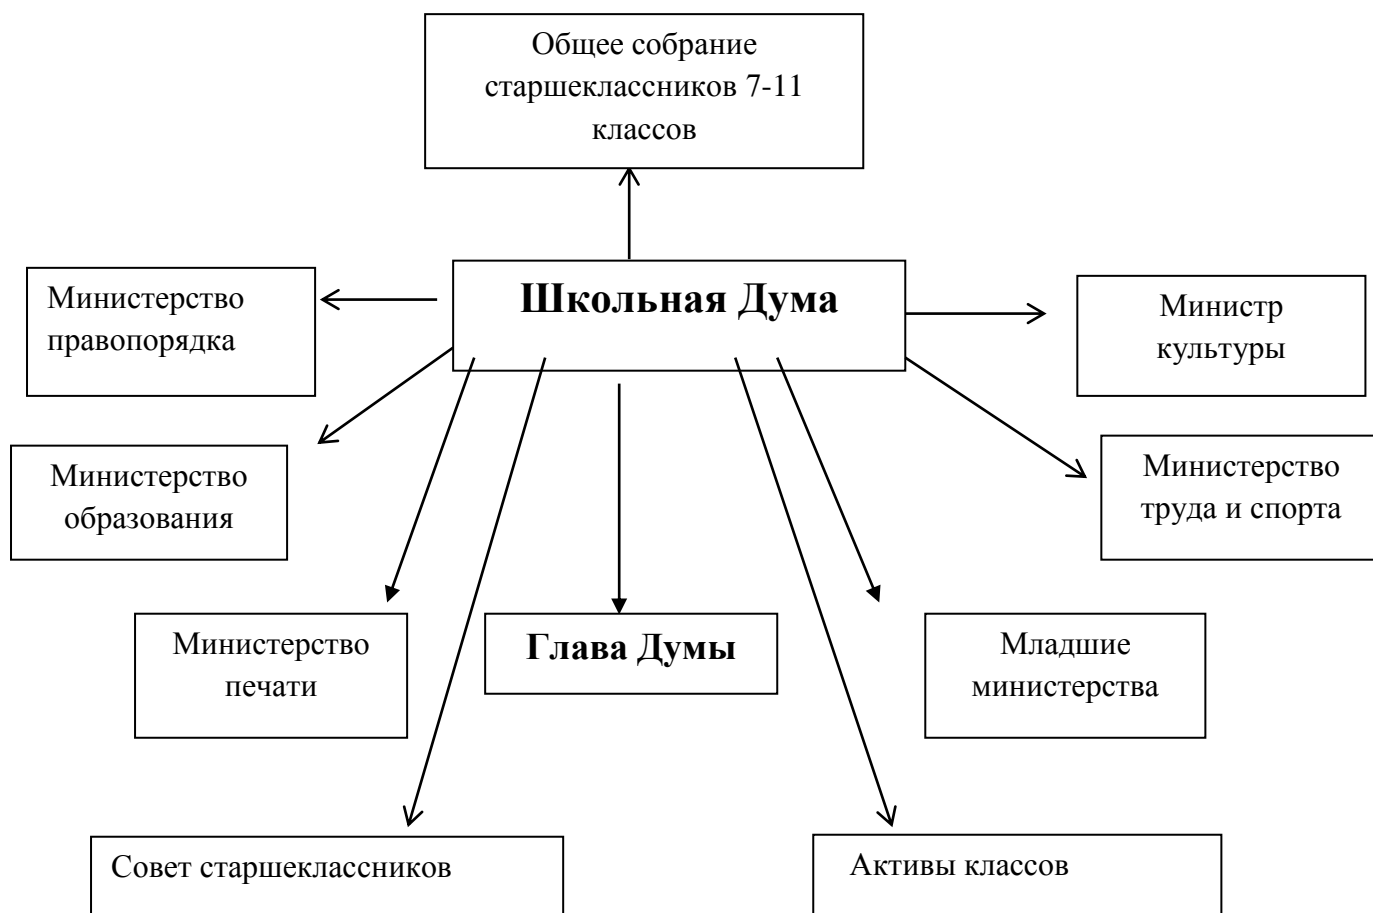 Общее собрание
старшеклассников 7-11
классов
Министерство
правопорядка
Школьная Дума
Министр
культуры
Министерство
образования
Министерство
труда и спорта
Министерство
печати
Глава Думы
Младшие
министерства
Совет старшеклассников
Активы классов